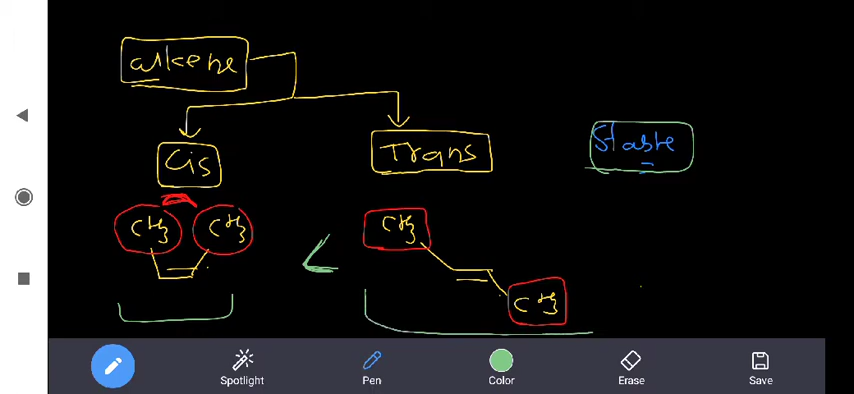 alkene
Cis
Trans
Stable
CH3
CH3
<
CH3
CH3
Spotlight
Pen
Color
Erase
Save